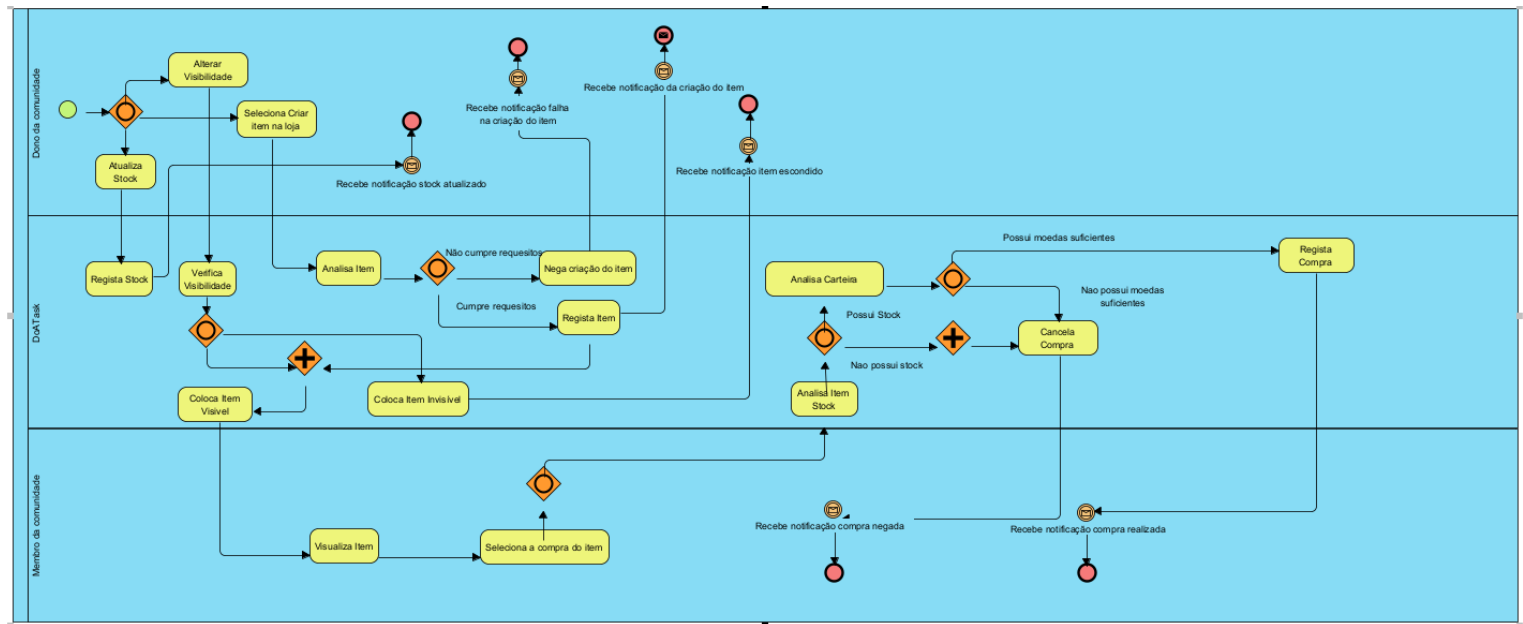 Dono da comunidade
Alterar
Visibilidade
Seleciona Criar
item na loja
Atualiza
Stock
Recebe notificação stock atualizado
Recebe notificação falha
na criação do item
Recebe notificação da criação do item
Recebe notificação item escondido
DoATask
Regista Stock
Verifica
Visibilidade
Analisa Item
Não cumpre requesitos
Nega criação do item
Cumpre requesitos
Regista Item
Coloca Item
Visivel
Coloca Item Invisível
Analisa Carteira
Possui Stock
Nao possui stock
Analisa Item
Stock
Possui moedas suficientes
Nao possui moedas
suficientes
Cancela
Compra
Regista
Compra
Membro da comunidade
Visualiza Item
Seleciona a compra do item
Recebe notificação compra negada
Recebe notificação compra realizada